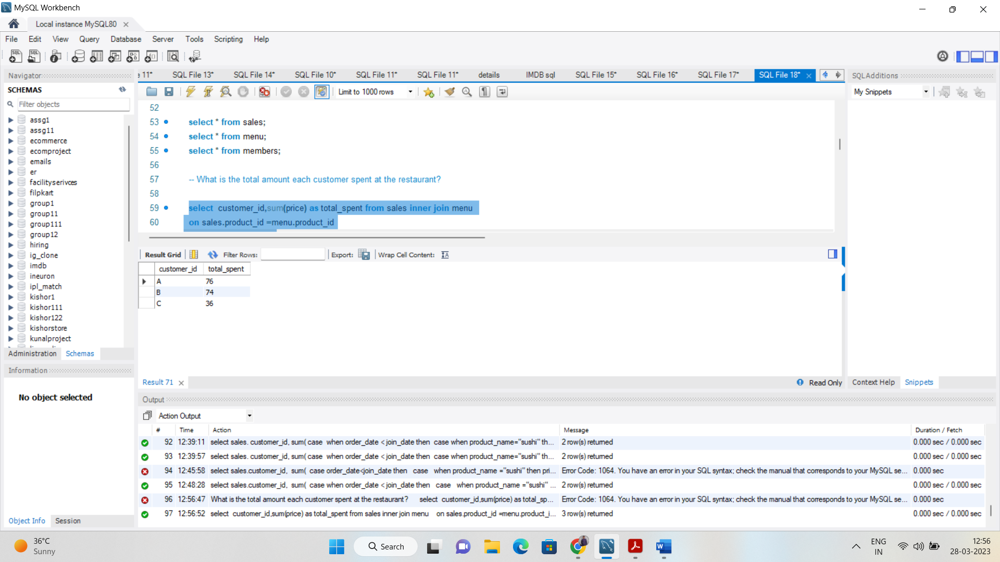 MySQL Workbench
Local instance MySQL80
File Edit View Query Database Server Tools Scripting Help
Navigator
SCHEMAS
Filter objects
assg1
assg11
ecommerce
ecomproject
emails
er
facilityserivces
filpkart
group1
group11
group111
group12
hiring
ig_clone
imdb
ineuron
ipl_match
kishor1
kishor111
kishor122
kishorstore
kunalproject
Administration Schemas
Information
No object selected
Object Info Session
11* SQL File 13* SQL File 14* SQL File 10* SQL File 11* SQL File 11* details IMDB sql SQL File 15* SQL File 16* SQL File 17* SQL File 18*
Limit to 1000 rows
52
53 select * from sales;
54 select * from menu;
55 select * from members;
56
57 -- What is the total amount each customer spent at the restaurant?
58
59 select customer_id,sum(price) as total_spent from sales inner join menu
60 on sales.product_id =menu.product_id
Result Grid Filter Rows: Export: Wrap Cell Content:
customer_id total_spent
A 76
B 74
C 36
Result 71
Read Only
SQLAdditions
My Snippets
Context Help Snippets
Output
Action Output
# Time Action Message Duration / Fetch
92 12:39:11 select sales. customer_id, sum( case when order_date < join_date then case when product_name="sushi" th... 2 row(s) returned 0.000 sec / 0.000 sec
93 12:39:57 select sales. customer_id, sum( case when order_date < join_date then case when product_name="sushi" th... 2 row(s) returned 0.000 sec / 0.000 sec
94 12:45:58 select sales.customer_id, sum( case order_date<join_date then case when product_name ="sushi" then pri... Error Code: 1064. You have an error in your SQL syntax; check the manual that corresponds to your MySQL se... 0.000 sec
95 12:48:28 select sales.customer_id, sum( case when order_date < join_date then case when product_name ="sushi" ... 2 row(s) returned 0.000 sec / 0.000 sec
96 12:56:47 What is the total amount each customer spent at the restaurant? select customer_id,sum(price) as total_sp... Error Code: 1064. You have an error in your SQL syntax; check the manual that corresponds to your MySQL se... 0.000 sec
97 12:56:52 select customer_id,sum(price) as total_spent from sales inner join menu on sales.product_id =menu.product_i... 3 row(s) returned 0.000 sec / 0.000 sec
36°C
Sunny
Search
ENG
IN
12:56
28-03-2023